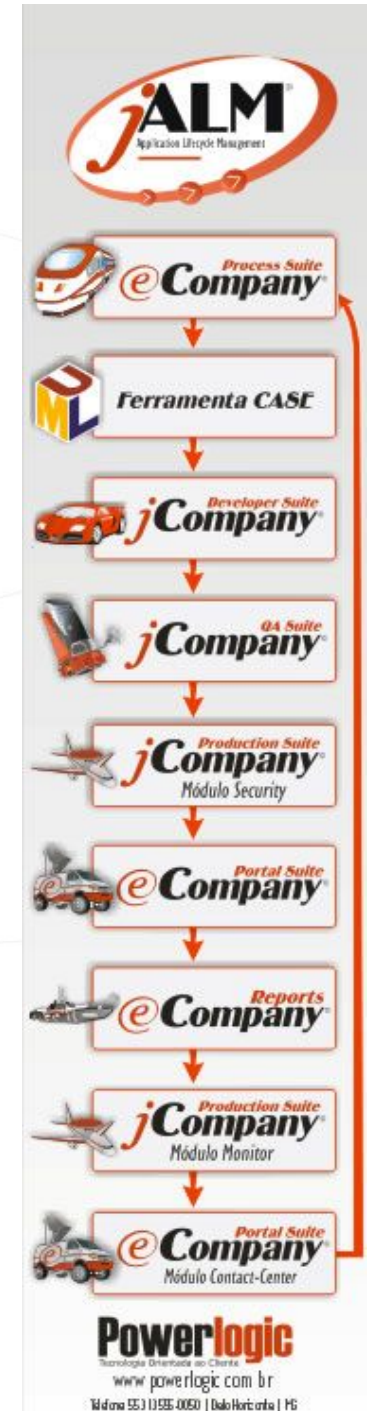 jALM®
Application Lifecycle Management
Process Suite
eCompany®
UML
Ferramenta CASE
Developer Suite
jCompany®
QA Suite
jCompany®
Production Suite
jCompany®
Módulo Security
Portal Suite
eCompany®
Reports
eCompany®
Production Suite
jCompany®
Módulo Monitor
Portal Suite
eCompany®
Módulo Contact-Center
Powerlogic
Tecnologia Orientada ao Cliente
www powerlogic com br
Belo Horizonte | MG